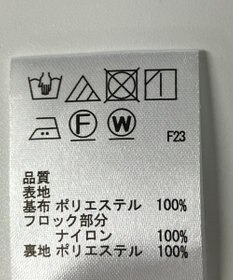 F W F23
品質
表地
基布 ポリエステル 100%
フロック部分
ナイロン 100%
裏地 ポリエステル 100%